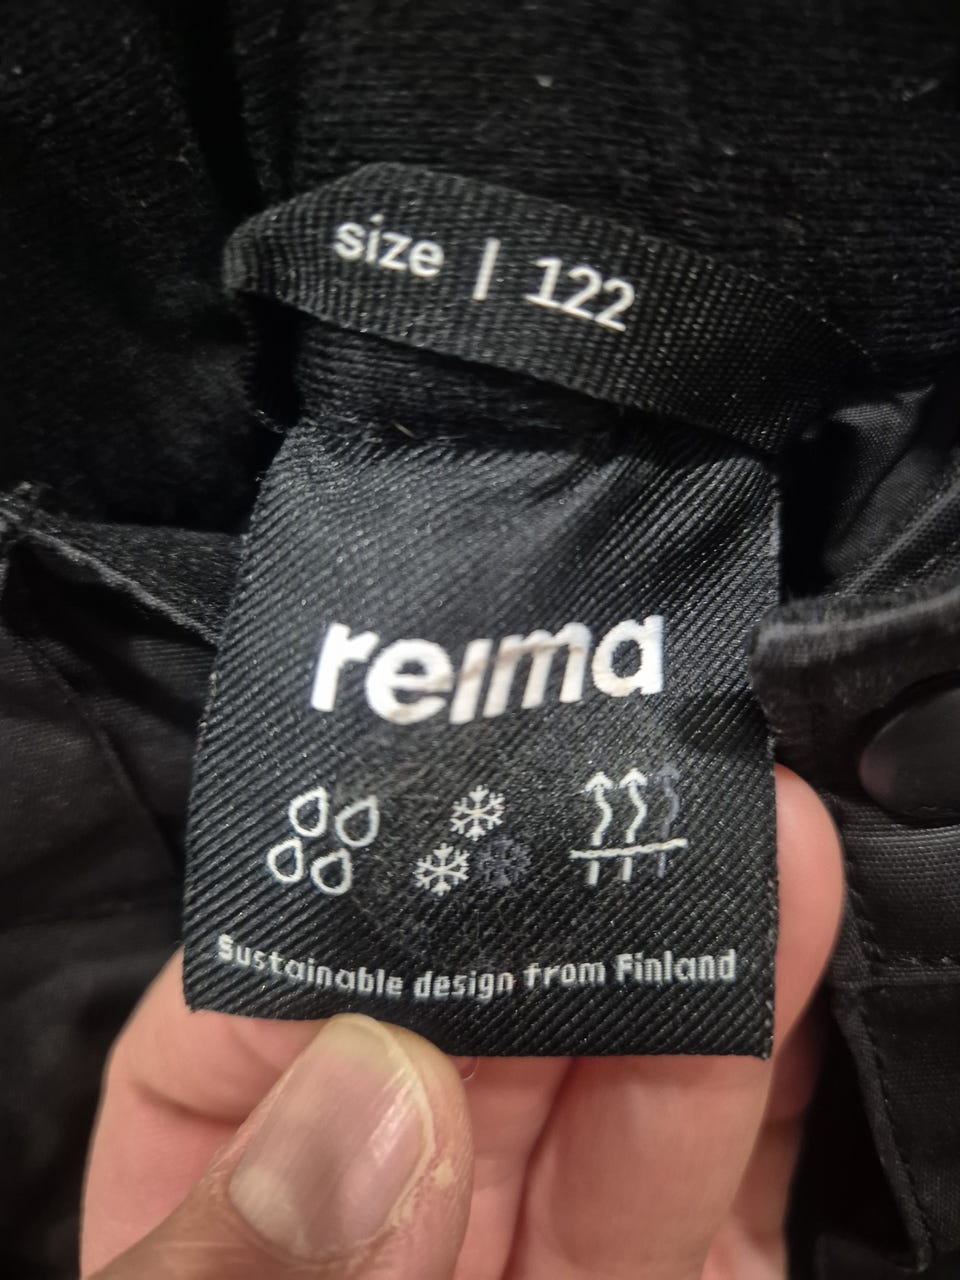 size | 122
reima
Sustainable design from Finland